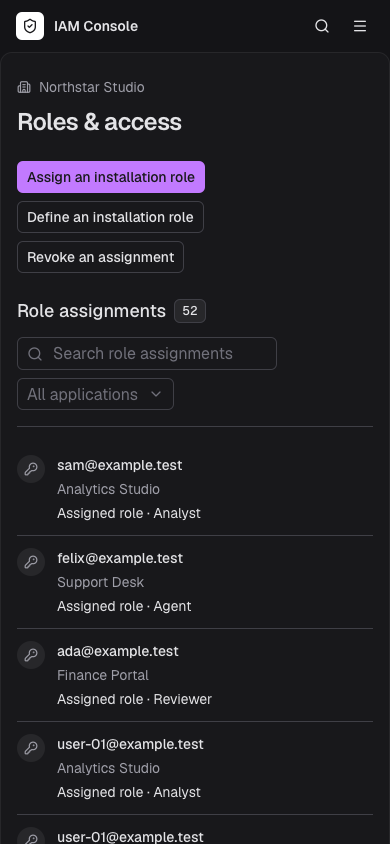 IAM Console
Northstar Studio
Roles & access
Assign an installation role
Define an installation role
Revoke an assignment
Role assignments 52
Search role assignments
All applications
sam@example.test
Analytics Studio
Assigned role · Analyst
felix@example.test
Support Desk
Assigned role · Agent
ada@example.test
Finance Portal
Assigned role · Reviewer
user-01@example.test
Analytics Studio
Assigned role · Analyst
user-01@example.test